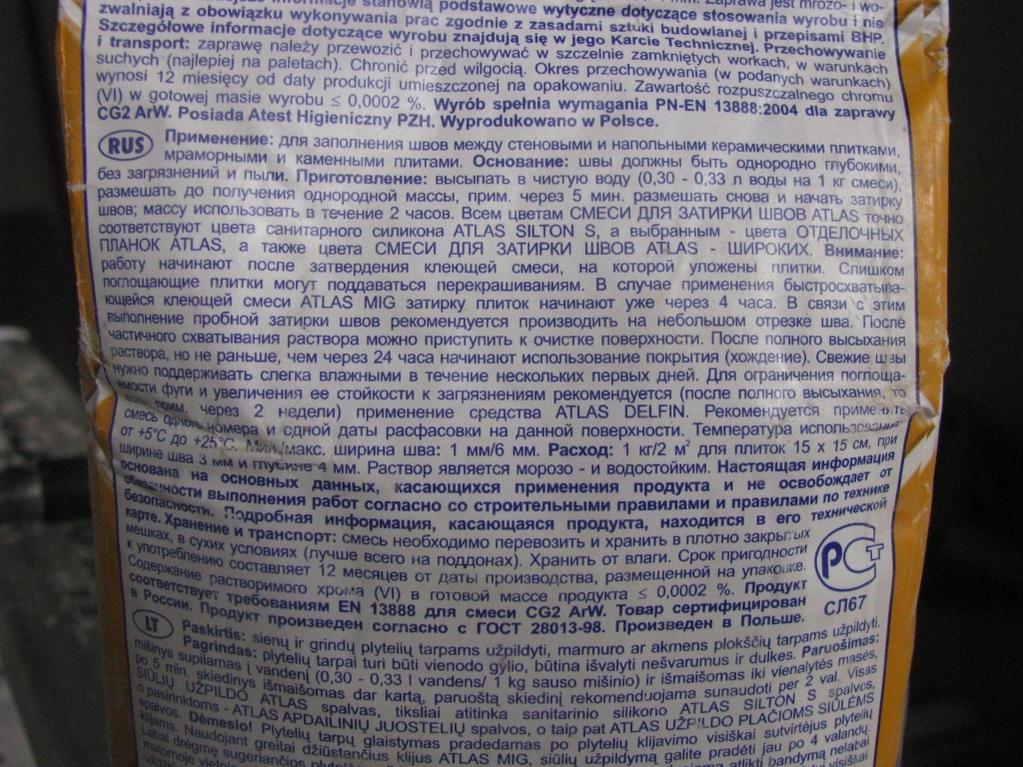 informacje stanowią podstawowe wytyczne dotyczące stosowania wyrobu i nie
zwalniają z obowiązku wykonywania prac zgodnie z zasadami sztuki budowlanej i przepisami BHP.
Szczegółowe informacje dotyczące wyrobu znajdują się w jego Karcie Technicznej. Przechowywanie
i transport: zaprawę należy przewozić i przechowywać w szczelnie zamkniętych workach, w warunkach
suchych (najlepiej na paletach). Chronić przed wilgocią. Okres przechowywania (w podanych warunkach)
wynosi 12 miesięcy od daty produkcji umieszczonej na opakowaniu. Zawartość rozpuszczalnego chromu
(VI) w gotowej masie wyrobu ≤ 0,0002 %. Wyrób spełnia wymagania PN-EN 13888:2004 dla zaprawy
CG2 ArW. Posiada Atest Higieniczny PZH. Wyprodukowano w Polsce.
RUS Применение: для заполнения швов между стеновыми и напольными керамическими плитками,
мраморными и каменными плитами. Основание: швы должны быть однородно глубокими,
без загрязнений и пыли. Приготовление: высыпать в чистую воду (0,30 - 0,33 л воды на 1 кг смеси),
размешать до получения однородной массы, прим. через 5 мин. размешать снова и начать затирку
швов; массу использовать в течение 2 часов. Всем цветам СМЕСИ ДЛЯ ЗАТИРКИ ШВОВ ATLAS точно
соответствуют цвета санитарного силикона ATLAS SILTON S, а выбранным - цвета ОТДЕЛОЧНЫХ
ПЛАНОК ATLAS, а также цвета СМЕСИ ДЛЯ ЗАТИРКИ ШВОВ ATLAS - ШИРОКИХ. Внимание:
работу начинают после затвердения клеющей смеси, на которой уложены плитки. Слишком
поглощающие плитки могут поддаваться перекрашиваниям. В случае применения быстросхватыва-
ющейся клеющей смеси ATLAS MIG затирку плиток начинают уже через 4 часа. В связи с этим
выполнение пробной затирки швов рекомендуется производить на небольшом отрезке шва. После
частичного схватывания раствора можно приступить к очистке поверхности. После полного высыхания
раствора, но не раньше, чем через 24 часа начинают использование покрытия (хождение). Свежие швы
нужно поддерживать слегка влажными в течение нескольких первых дней. Для ограничения поглоща-
емости фуги и увеличения ее стойкости к загрязнениям рекомендуется (после полного высыхания, то
прим. через 2 недели) применение средства ATLAS DELFIN. Рекомендуется применять
смесь одного номера и одной даты расфасовки на данной поверхности. Температура использования
от +5°C до +25°C. Мин./макс. ширина шва: 1 мм/6 мм. Расход: 1 кг/2 м² для плиток 15 x 15 см, при
ширине шва 3 мм и глубине 4 мм. Раствор является морозо - и водостойким. Настоящая информация
основана на основных данных, касающихся применения продукта и не освобождает от
обязанности выполнения работ согласно со строительными правилами и правилами по технике
безопасности. Подробная информация, касающаяся продукта, находится в его технической
карте. Хранение и транспорт: смесь необходимо перевозить и хранить в плотно закрытых
мешках, в сухих условиях (лучше всего на поддонах). Хранить от влаги. Срок пригодности
к употреблению составляет 12 месяцев от даты производства, размещенной на упаковке.
Содержание растворимого хрома (VI) в готовой массе продукта ≤ 0,0002 %. Продукт
соответствует требованиям EN 13888 для смеси CG2 ArW. Товар сертифицирован
в России. Продукт произведен согласно с ГОСТ 28013-98. Произведен в Польше.
РСТ
СЛ67
LT Paskirtis: sienų ir grindų plytelių tarpams užpildyti, marmuro ar akmens plokščių tarpams užpildyti.
Pagrindas: plytelių tarpai turi būti vienodo gylio, būtina išvalyti nešvarumus ir dulkes. Paruošimas:
mišinys supilamas į vandenį (0,30 - 0,33 l vandens/ 1 kg sauso mišinio) ir išmaišomas iki vienalytės masės,
po 5 min. skiedinys išmaišomas dar kartą, paruoštą skiedinį rekomenduojama sunaudoti per 2 val. Visas
SIŪLIŲ UŽPILDO ATLAS spalvas, tiksliai atitinka sanitarinio silikono ATLAS SILTON S spalvos,
o pasirinktoms - ATLAS APDAILINIŲ JUOSTELIŲ spalvos, o taip pat ATLAS UŽPILDO PLAČIOMS SIŪLĖMS
spalvos. Dėmesio! Plytelių tarpų glaistymas pradedamas po plytelių klijavimo visiškai sutvirtėjus plytelių
klijams. Naudojant greitai džiūstančius klijus ATLAS MIG, siūlių užpildymą galite pradėti jau po 4 valandų.
Labai drėgmę sugeriančios atlikti bandymą nelabai